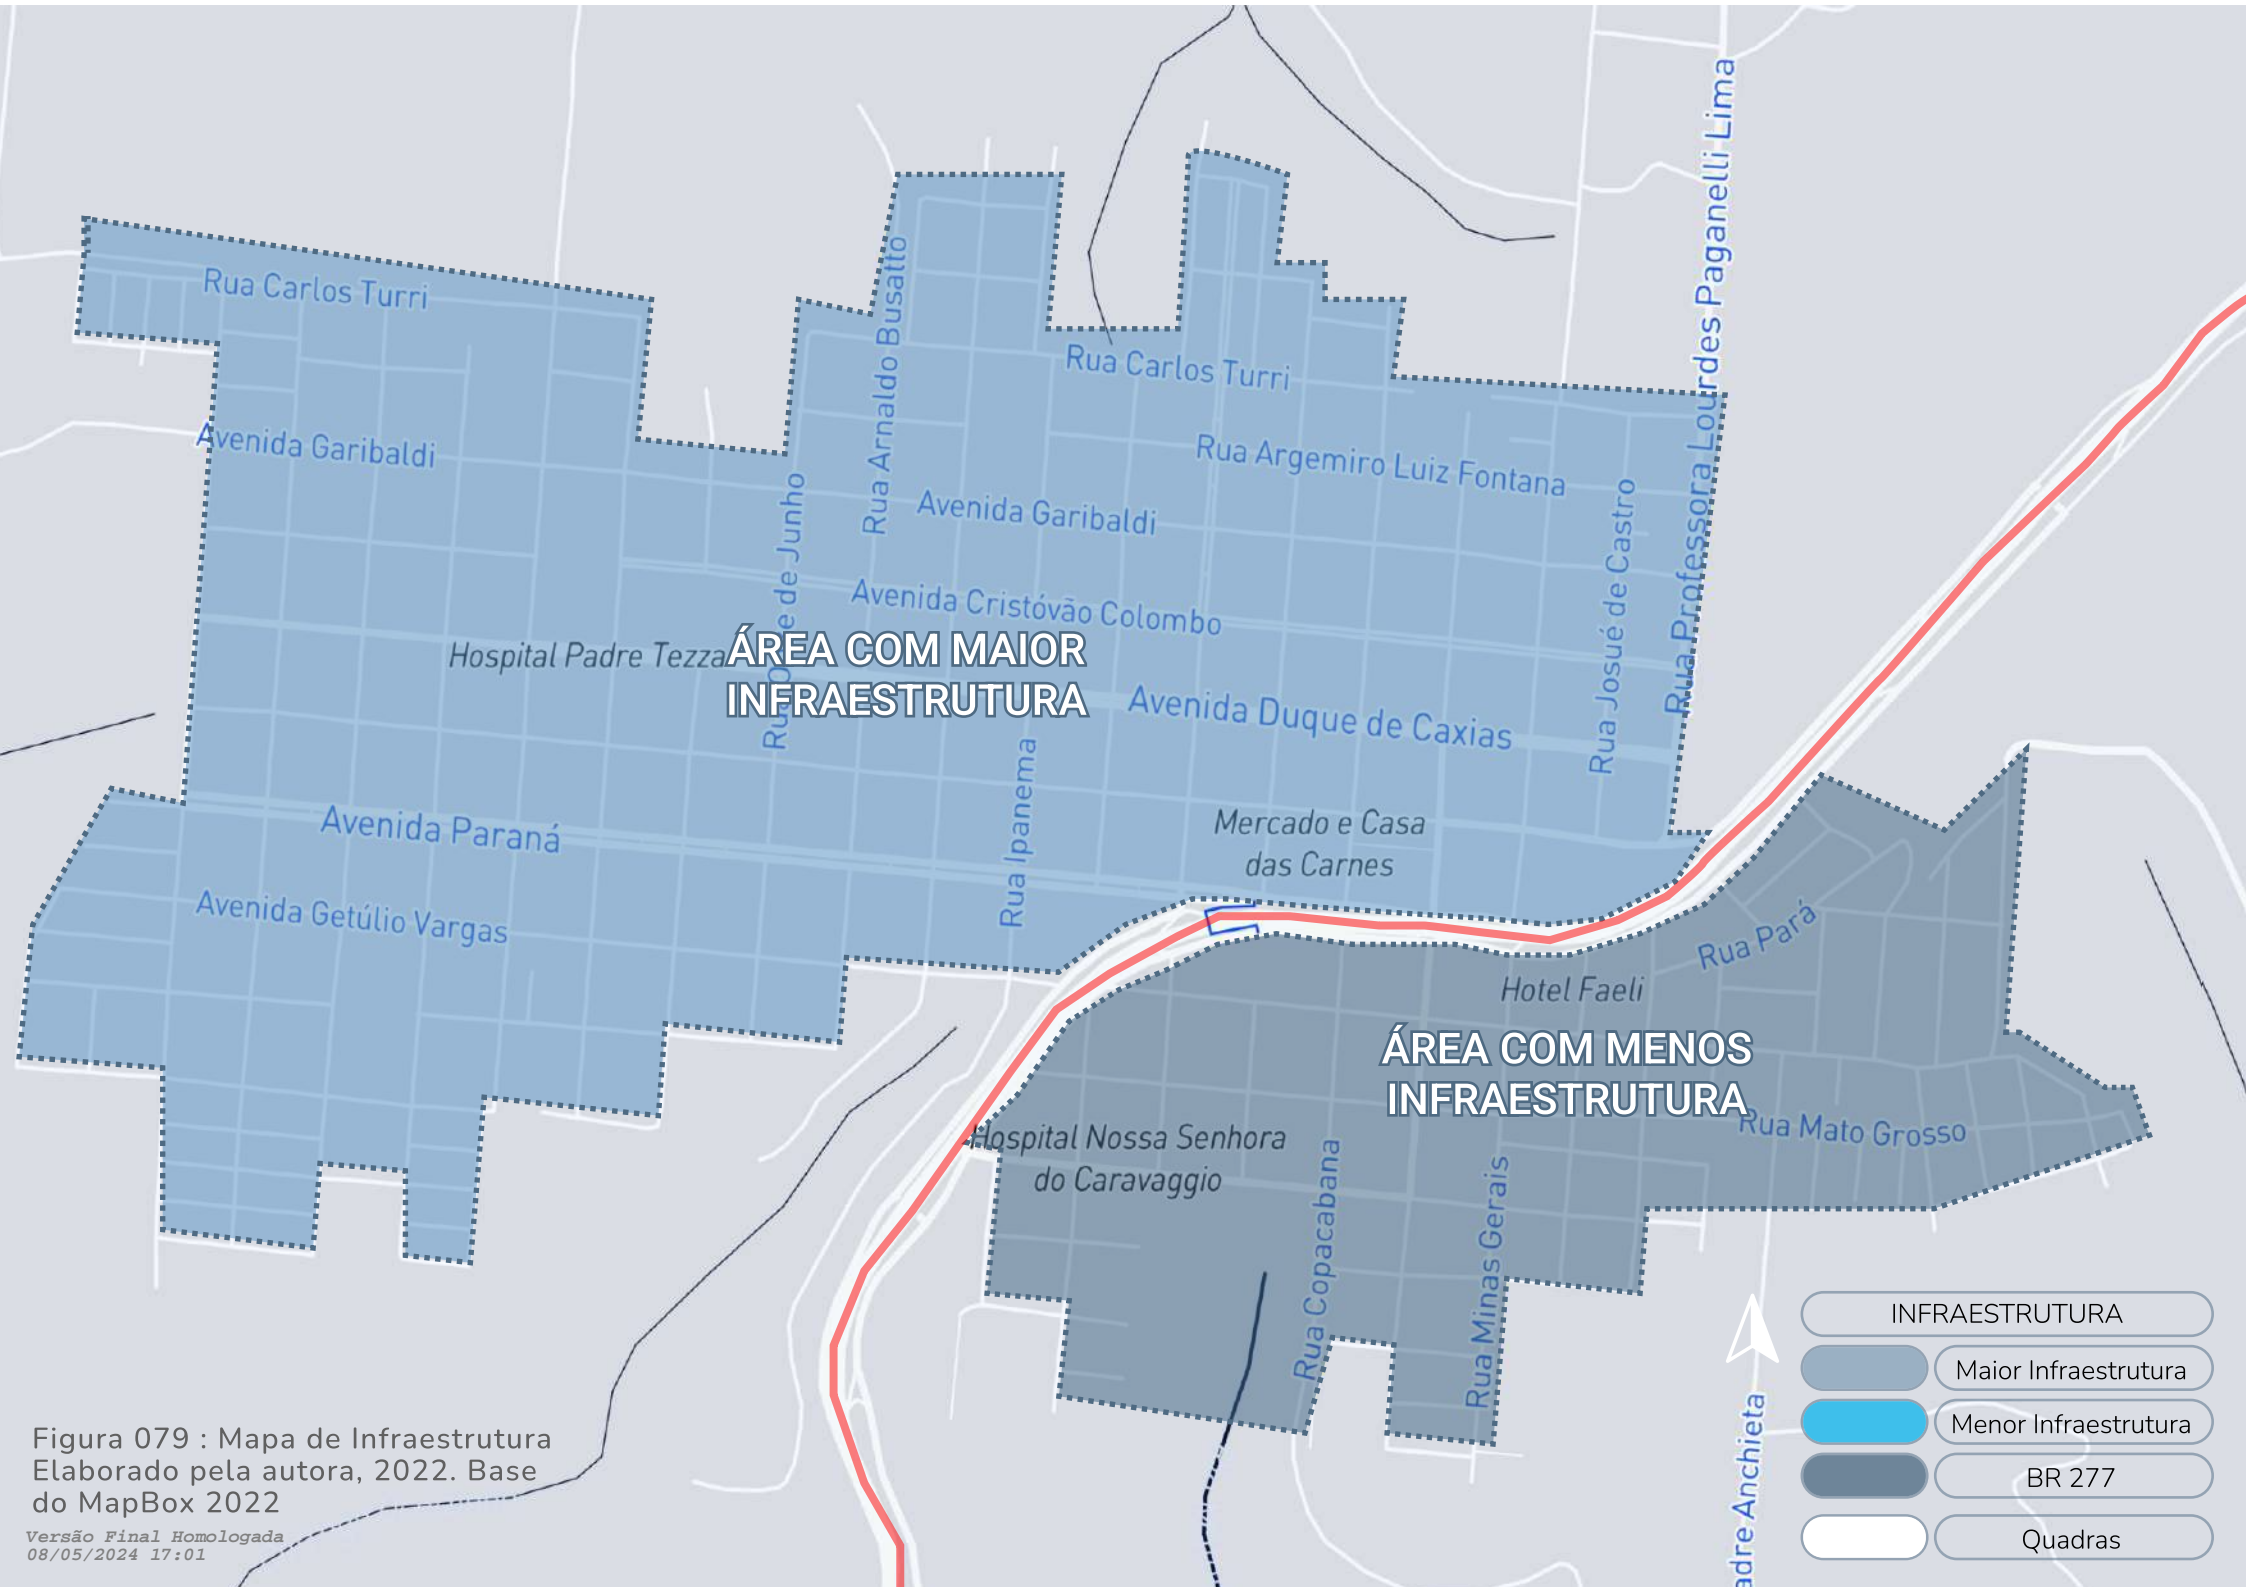 Rua Professora Lourdes Paganelli Lima
Rua Carlos Turri
Rua Arnaldo Busatto
Rua Carlos Turri
Avenida Garibaldi
Rua Argemiro Luiz Fontana
Avenida Garibaldi
Rua Josué de Castro
de Junho
Avenida Cristóvão Colombo
Hospital Padre Tezza
ÁREA COM MAIOR
INFRAESTRUTURA
Avenida Duque de Caxias
Rua Ipanema
Mercado e Casa
das Carnes
Avenida Paraná
Avenida Getúlio Vargas
Rua Pará
Hotel Faeli
ÁREA COM MENOS
INFRAESTRUTURA
Rua Mato Grosso
Hospital Nossa Senhora
do Caravaggio
Rua Copacabana
Rua Minas Gerais
adre Anchieta
INFRAESTRUTURA
Maior Infraestrutura
Menor Infraestrutura
BR 277
Quadras
Figura 079 : Mapa de Infraestrutura
Elaborado pela autora, 2022. Base
do MapBox 2022
Versão Final Homologada
08/05/2024 17:01